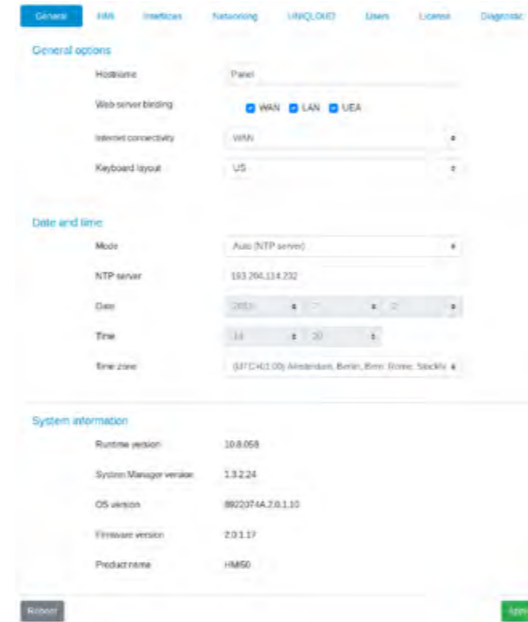 General HMI Interfaces Networking UNIQLOUD Users License Diagnostic
General options
Hostname Panel
Web server binding WAN LAN UEA
Internet connectivity WAN
Keyboard layout US
Date and time
Mode Auto (NTP server)
NTP server 193.204.114.232
Date 2019
Time
Time zone (UTC+01:00) Amsterdam, Berlin, Bern, Rome, Stockh
System information
Runtime version 10.8.058
System Manager version 1.3.2.24
OS version
Firmware version 2.0.1.17
Product name HMI50
Reboot